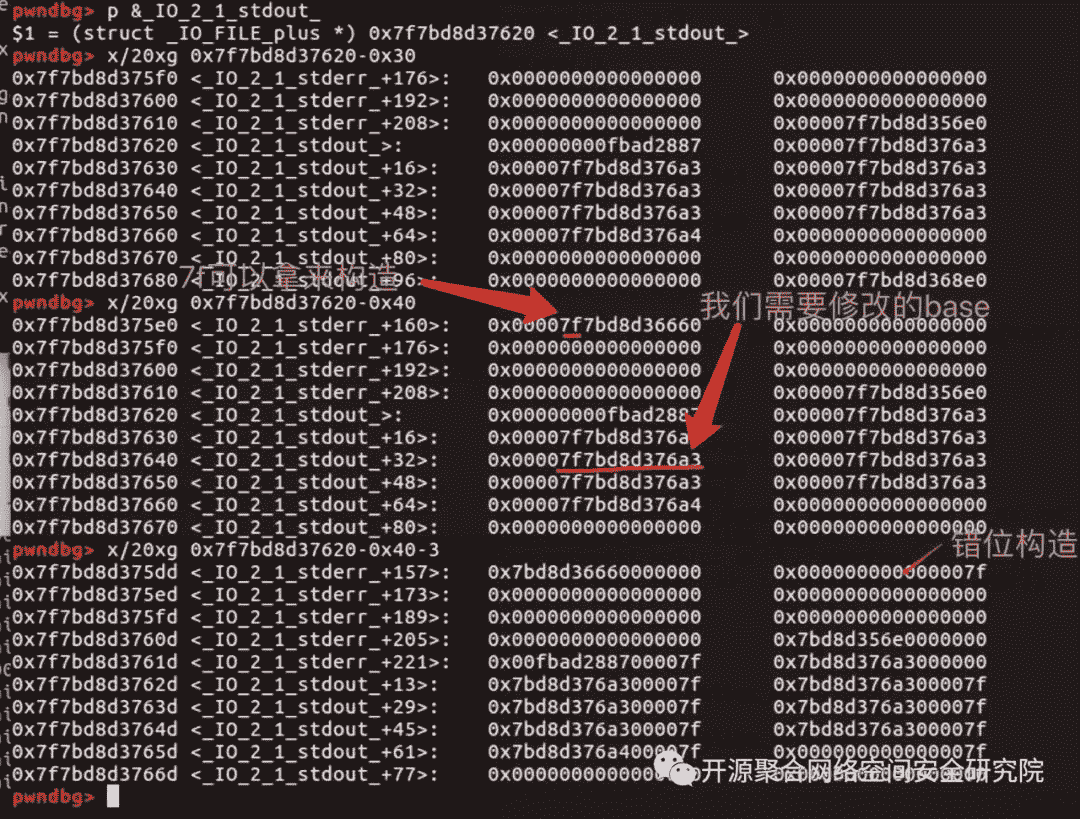 pwndbg> p &_IO_2_1_stdout_
$1 = (struct _IO_FILE_plus *) 0x7f7bd8d37620 <_IO_2_1_stdout_>
pwndbg> x/20xg 0x7f7bd8d37620-0x30
0x7f7bd8d375f0 <_IO_2_1_stderr_+176>: 0x0000000000000000 0x0000000000000000
0x7f7bd8d37600 <_IO_2_1_stderr_+192>: 0x0000000000000000 0x0000000000000000
0x7f7bd8d37610 <_IO_2_1_stderr_+208>: 0x0000000000000000 0x00007f7bd8d356e0
0x7f7bd8d37620 <_IO_2_1_stdout_>: 0x00000000fbad2887 0x00007f7bd8d376a3
0x7f7bd8d37630 <_IO_2_1_stdout_+16>: 0x00007f7bd8d376a3 0x00007f7bd8d376a3
0x7f7bd8d37640 <_IO_2_1_stdout_+32>: 0x00007f7bd8d376a3 0x00007f7bd8d376a3
0x7f7bd8d37650 <_IO_2_1_stdout_+48>: 0x00007f7bd8d376a3 0x00007f7bd8d376a3
0x7f7bd8d37660 <_IO_2_1_stdout_+64>: 0x00007f7bd8d376a4 0x0000000000000000
0x7f7bd8d37670 <_IO_2_1_stdout_+80>: 0x0000000000000000 0x0000000000000000
0x7f7bd8d37680 <_IO_2_1_stdout_+96>: 0x0000000000000000 0x00007f7bd8d368e0
7f可以拿来构造
pwndbg> x/20xg 0x7f7bd8d37620-0x40
我们需要修改的base
0x7f7bd8d375e0 <_IO_2_1_stderr_+160>: 0x00007f7bd8d36660 0x0000000000000000
0x7f7bd8d375f0 <_IO_2_1_stderr_+176>: 0x0000000000000000 0x0000000000000000
0x7f7bd8d37600 <_IO_2_1_stderr_+192>: 0x0000000000000000 0x0000000000000000
0x7f7bd8d37610 <_IO_2_1_stderr_+208>: 0x0000000000000000 0x00007f7bd8d356e0
0x7f7bd8d37620 <_IO_2_1_stdout_>: 0x00000000fbad2887 0x00007f7bd8d376a3
0x7f7bd8d37630 <_IO_2_1_stdout_+16>: 0x00007f7bd8d376a3 0x00007f7bd8d376a3
0x7f7bd8d37640 <_IO_2_1_stdout_+32>: 0x00007f7bd8d376a3 0x00007f7bd8d376a3
0x7f7bd8d37650 <_IO_2_1_stdout_+48>: 0x00007f7bd8d376a3 0x00007f7bd8d376a3
0x7f7bd8d37660 <_IO_2_1_stdout_+64>: 0x00007f7bd8d376a4 0x0000000000000000
0x7f7bd8d37670 <_IO_2_1_stdout_+80>: 0x0000000000000000 0x0000000000000000
pwndbg> x/20xg 0x7f7bd8d37620-0x40-3
错位构造
0x7f7bd8d375dd <_IO_2_1_stderr_+157>: 0x7bd8d36660000000 0x000000000000007f
0x7f7bd8d375ed <_IO_2_1_stderr_+173>: 0x0000000000000000 0x0000000000000000
0x7f7bd8d375fd <_IO_2_1_stderr_+189>: 0x0000000000000000 0x0000000000000000
0x7f7bd8d3760d <_IO_2_1_stderr_+205>: 0x0000000000000000 0x7bd8d356e0000000
0x7f7bd8d3761d <_IO_2_1_stderr_+221>: 0x00fbad288700007f 0x7bd8d376a3000000
0x7f7bd8d3762d <_IO_2_1_stdout_+13>: 0x7bd8d376a300007f 0x7bd8d376a300007f
0x7f7bd8d3763d <_IO_2_1_stdout_+29>: 0x7bd8d376a300007f 0x7bd8d376a300007f
0x7f7bd8d3764d <_IO_2_1_stdout_+45>: 0x7bd8d376a300007f 0x7bd8d376a300007f
0x7f7bd8d3765d <_IO_2_1_stdout_+61>: 0x7bd8d376a400007f 0x000000000000007f
0x7f7bd8d3766d <_IO_2_1_stdout_+77>:
开源聚合网络空间安全研究院
pwndbg>